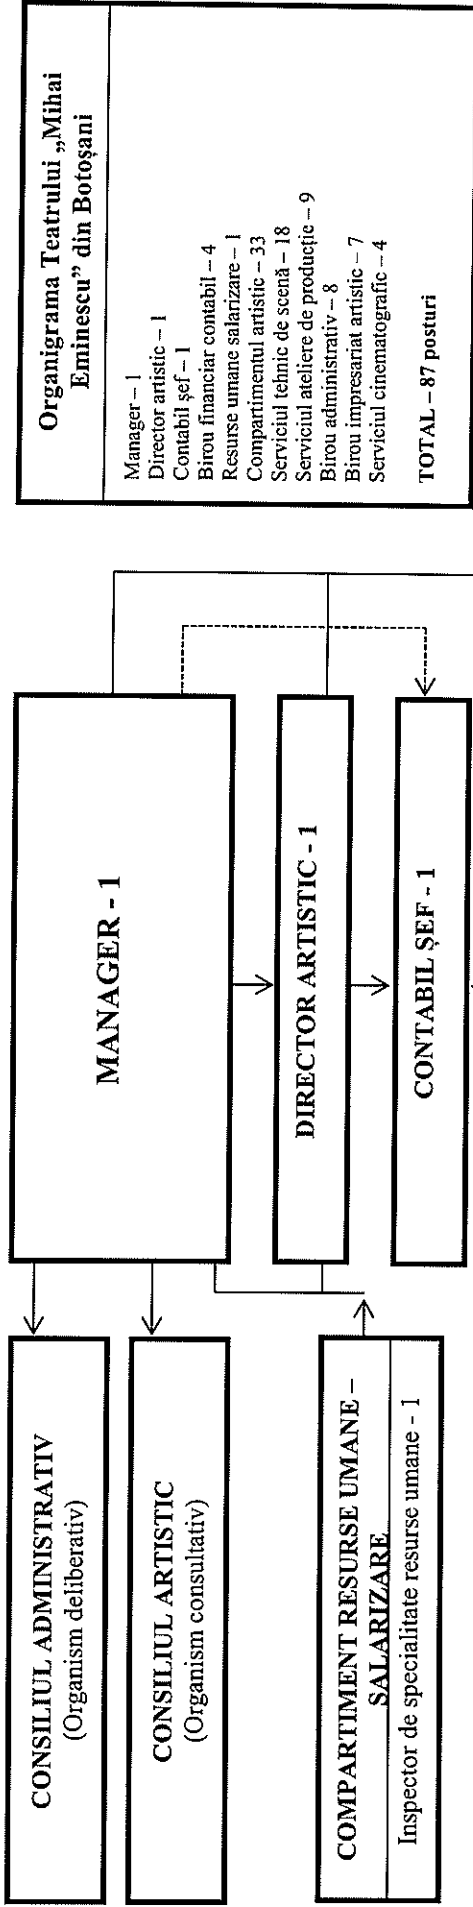 CONSILIUL ADMINISTRATIV
(Organism deliberativ)
CONSILIUL ARTISTIC
(Organism consultativ)
COMPARTIMENT RESURSE UMANE –
SALARIZARE
Inspector de specialitate resurse umane - 1
MANAGER - 1
DIRECTOR ARTISTIC - 1
CONTABIL ȘEF - 1
Organigrama Teatrului „Mihai
Eminescu” din Botoșani
Manager – 1
Director artistic – 1
Contabil șef – 1
Birou financiar contabil – 4
Resurse umane salarizare – 1
Compartimentul artistic – 33
Serviciul tehnic de scenă – 18
Serviciul ateliere de producție – 9
Birou administrativ – 8
Birou impresariat artistic – 7
Serviciul cinematografic – 4
TOTAL – 87 posturi